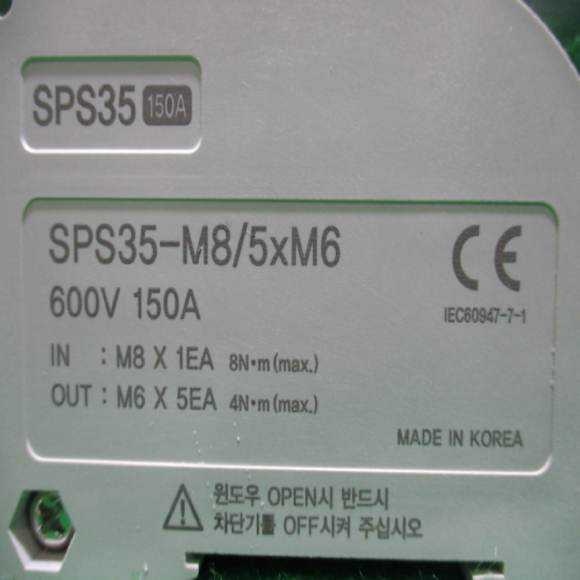 SPS35 150A
SPS35-M8/5xM6
600V 150A
CE
IEC60947-7-1
IN : M8 X 1EA 8N·m(max.)
OUT : M6 X 5EA 4N·m(max.)
MADE IN KOREA
윈도우 OPEN시 반드시
차단기를 OFF시켜 주십시오